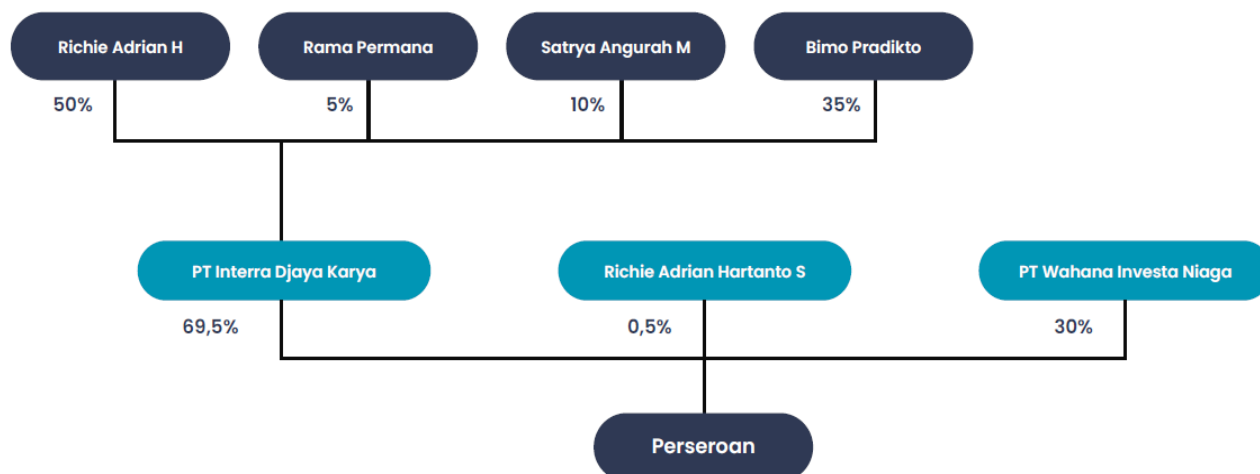 Richie Adrian H
Rama Permana
Satrya Angurah M
Bimo Pradikto
50%
5%
10%
35%
PT Interra Djaya Karya
Richie Adrian Hartanto S
PT Wahana Investa Niaga
69,5%
0,5%
30%
Perseroan